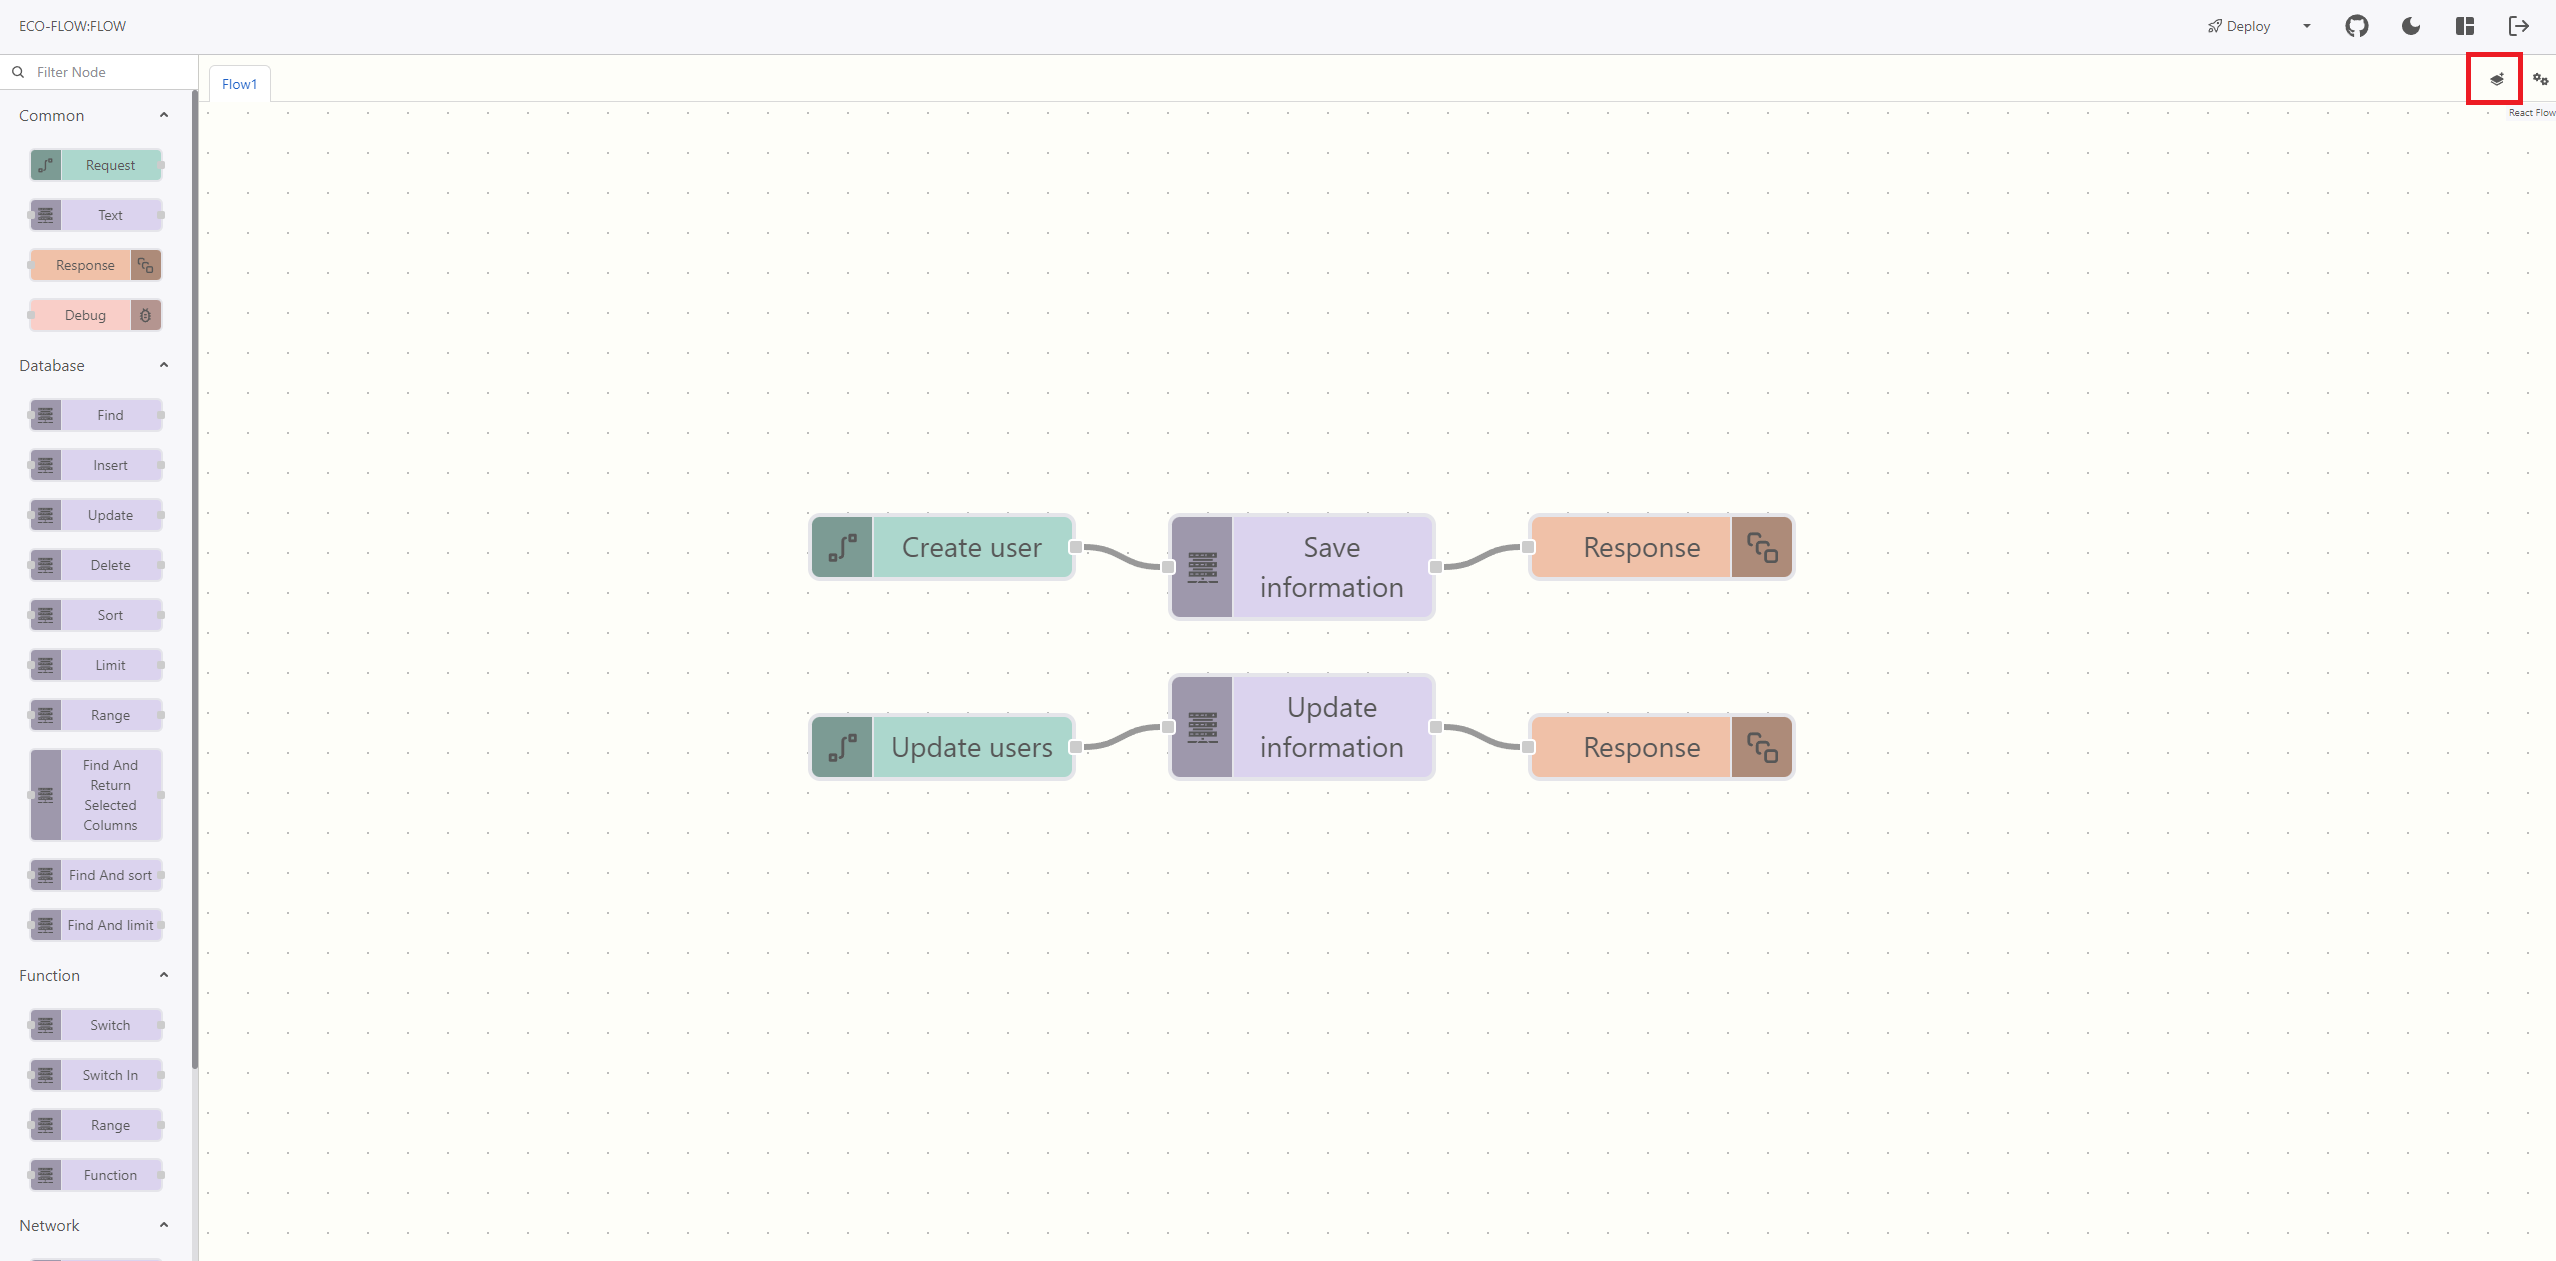 ECO-FLOW:FLOW
Deploy
Filter Node
Flow1
React Flow
Common
Request
Text
Response
Debug
Database
Find
Insert
Update
Delete
Sort
Limit
Range
Find And
Return
Selected
Columns
Find And sort
Find And limit
Function
Switch
Switch In
Range
Function
Network
Create user
Save
information
Response
Update users
Update
information
Response